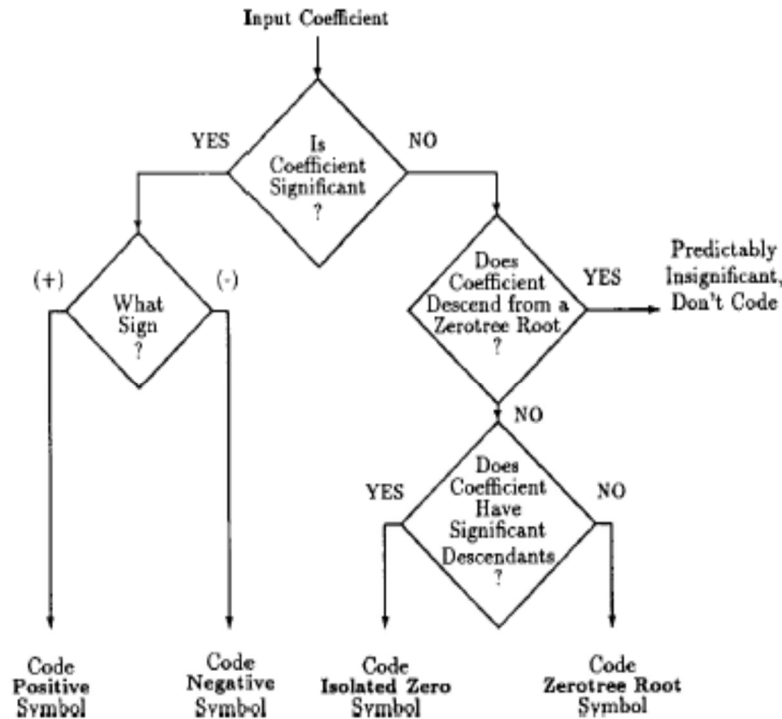 Input Coefficient
YES
NO
Is
Coefficient
Significant
?
(+)
(-)
What
Sign
?
Does
Coefficient
Descend from a
Zerotree Root
?
YES
Predictably
Insignificant,
Don't Code
NO
Does
Coefficient
Have
Significant
Descendants
?
YES
NO
Code
Positive
Symbol
Code
Negative
Symbol
Code
Isolated Zero
Symbol
Code
Zerotree Root
Symbol